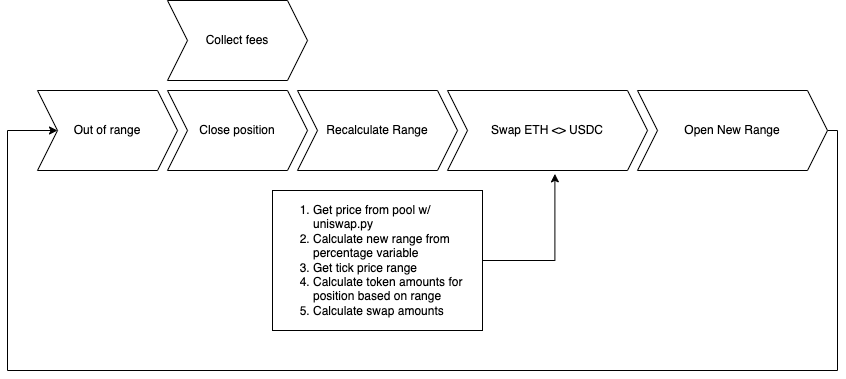 Collect fees
Out of range
Close position
Recalculate Range
Swap ETH <> USDC
Open New Range
1. Get price from pool w/
uniswap.py
2. Calculate new range from
percentage variable
3. Get tick price range
4. Calculate token amounts for
position based on range
5. Calculate swap amounts